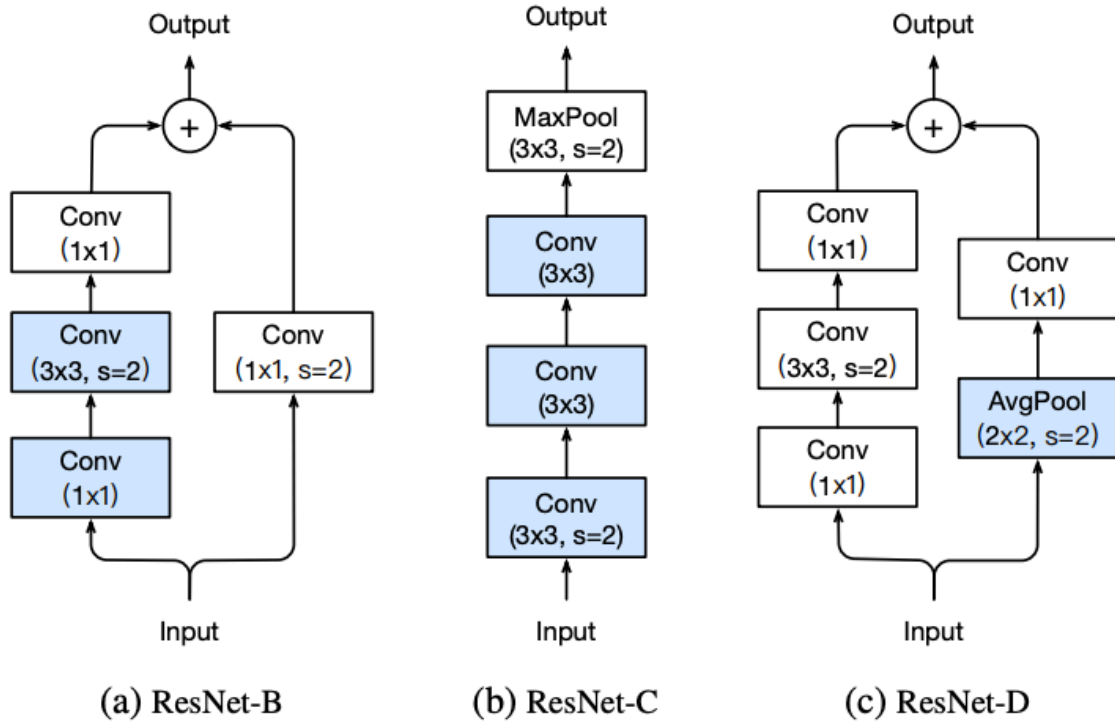 Output
+
Conv
(1x1)
Conv
(3x3, s=2)
Conv
(1x1)
Conv
(1x1, s=2)
Input
(a) ResNet-B
Output
MaxPool
(3x3, s=2)
Conv
(3x3)
Conv
(3x3)
Conv
(3x3, s=2)
Input
(b) ResNet-C
Output
+
Conv
(1x1)
Conv
(3x3, s=2)
Conv
(1x1)
Conv
(1x1)
AvgPool
(2x2, s=2)
Input
(c) ResNet-D